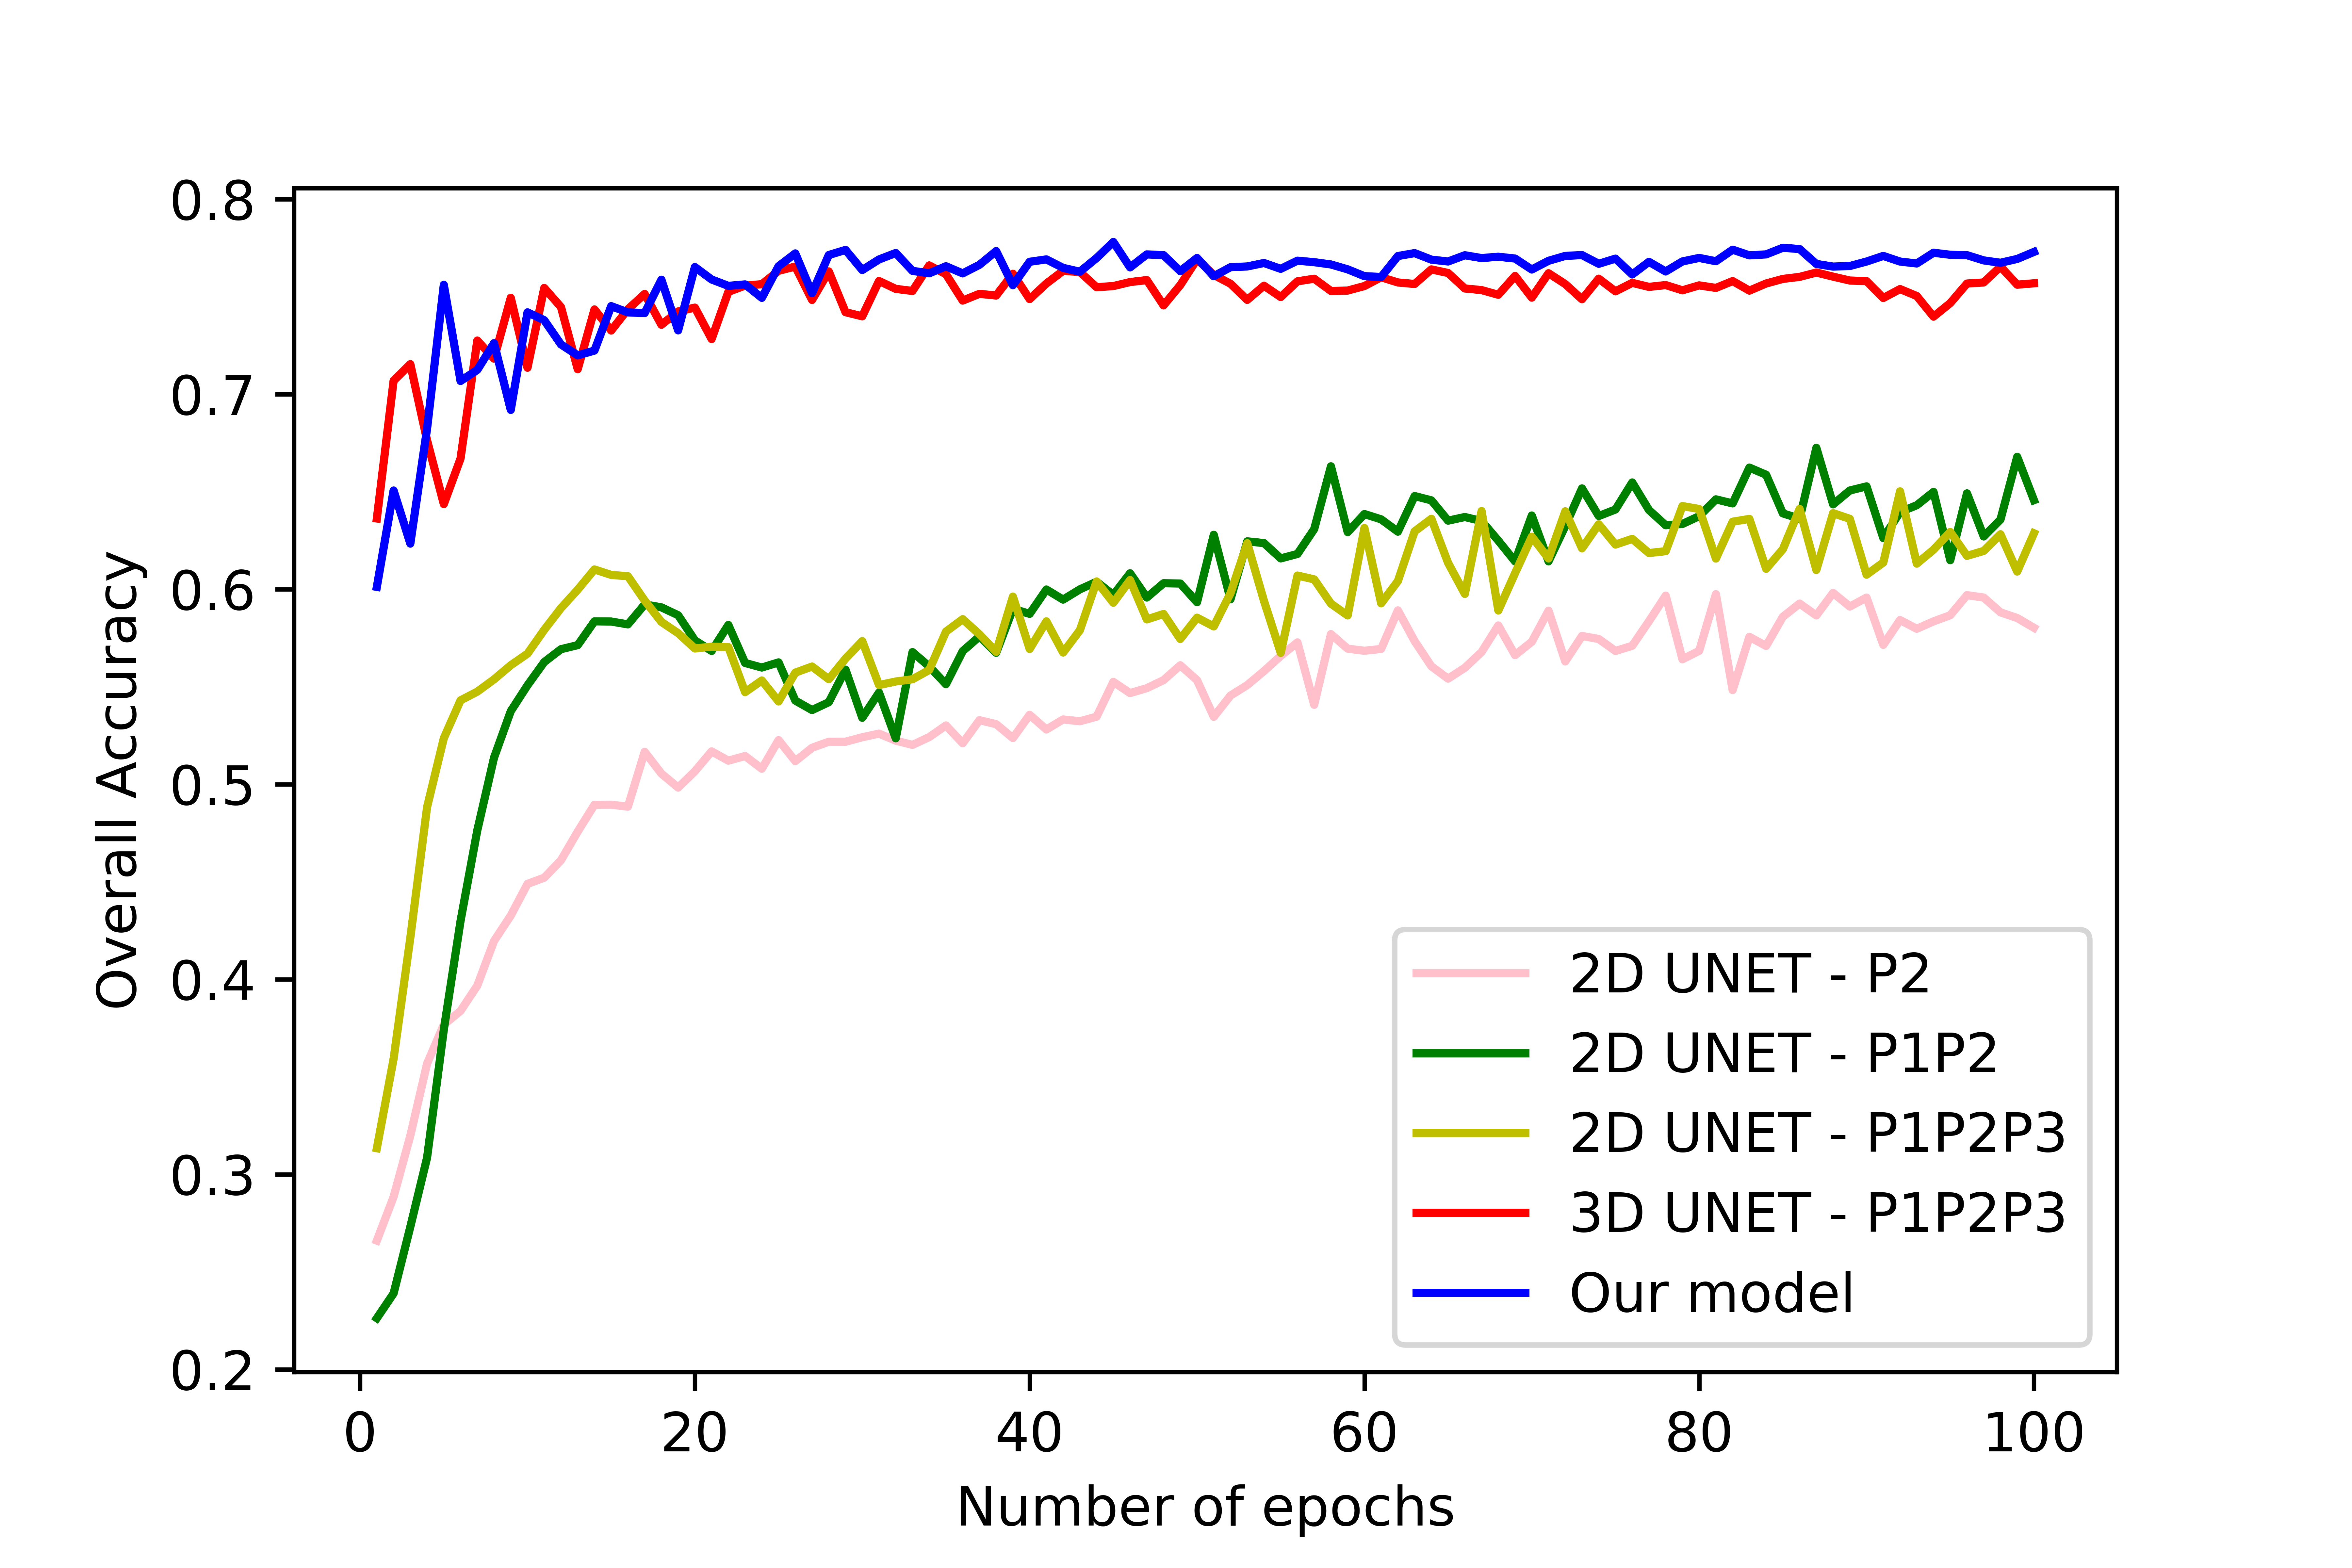 0.8
0.7
0.6
0.5
0.4
0.3
0.2
Overall Accuracy
2D UNET - P2
2D UNET - P1P2
2D UNET - P1P2P3
3D UNET - P1P2P3
Our model
0 20 40 60 80 100
Number of epochs